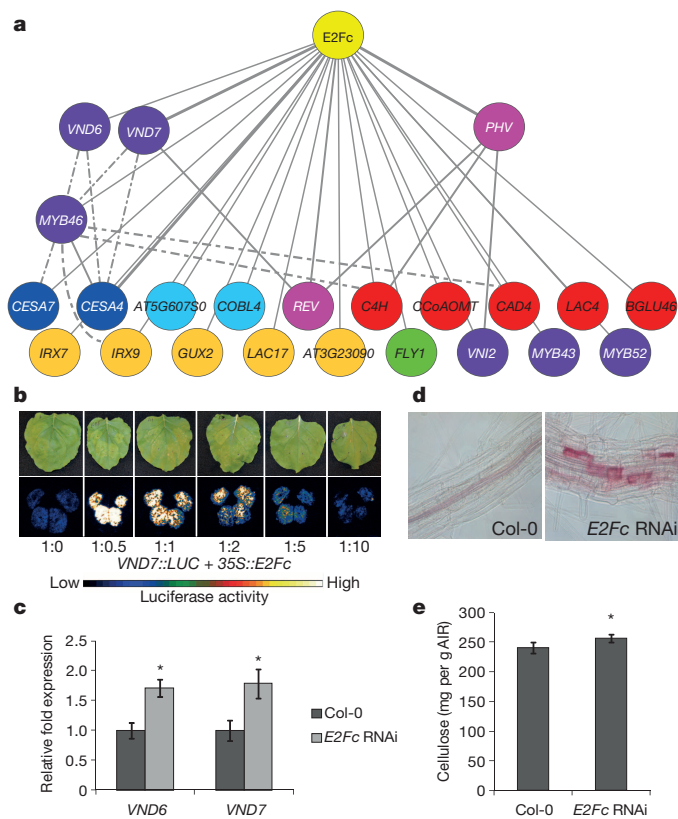 a
E2Fc
VND6
VND7
PHV
MYB46
CESA7 CESA4 AT5G607S0 COBL4 REV C4H CCoAOMT CAD4 LAC4 BGLU46
IRX7 IRX9 GUX2 LAC17 AT3G23090 FLY1 VNI2 MYB43 MYB52
b
1:0 1:0.5 1:1 1:2 1:5 1:10
VND7::LUC + 35S::E2Fc
Low High
Luciferase activity
c
Relative fold expression
2.5
2.0
1.5
1.0
0.5
0
* *
VND6 VND7
Col-0
E2Fc RNAi
d
Col-0 E2Fc RNAi
e
Cellulose (mg per g AIR)
300
250
200
150
100
50
0
*
Col-0 E2Fc RNAi